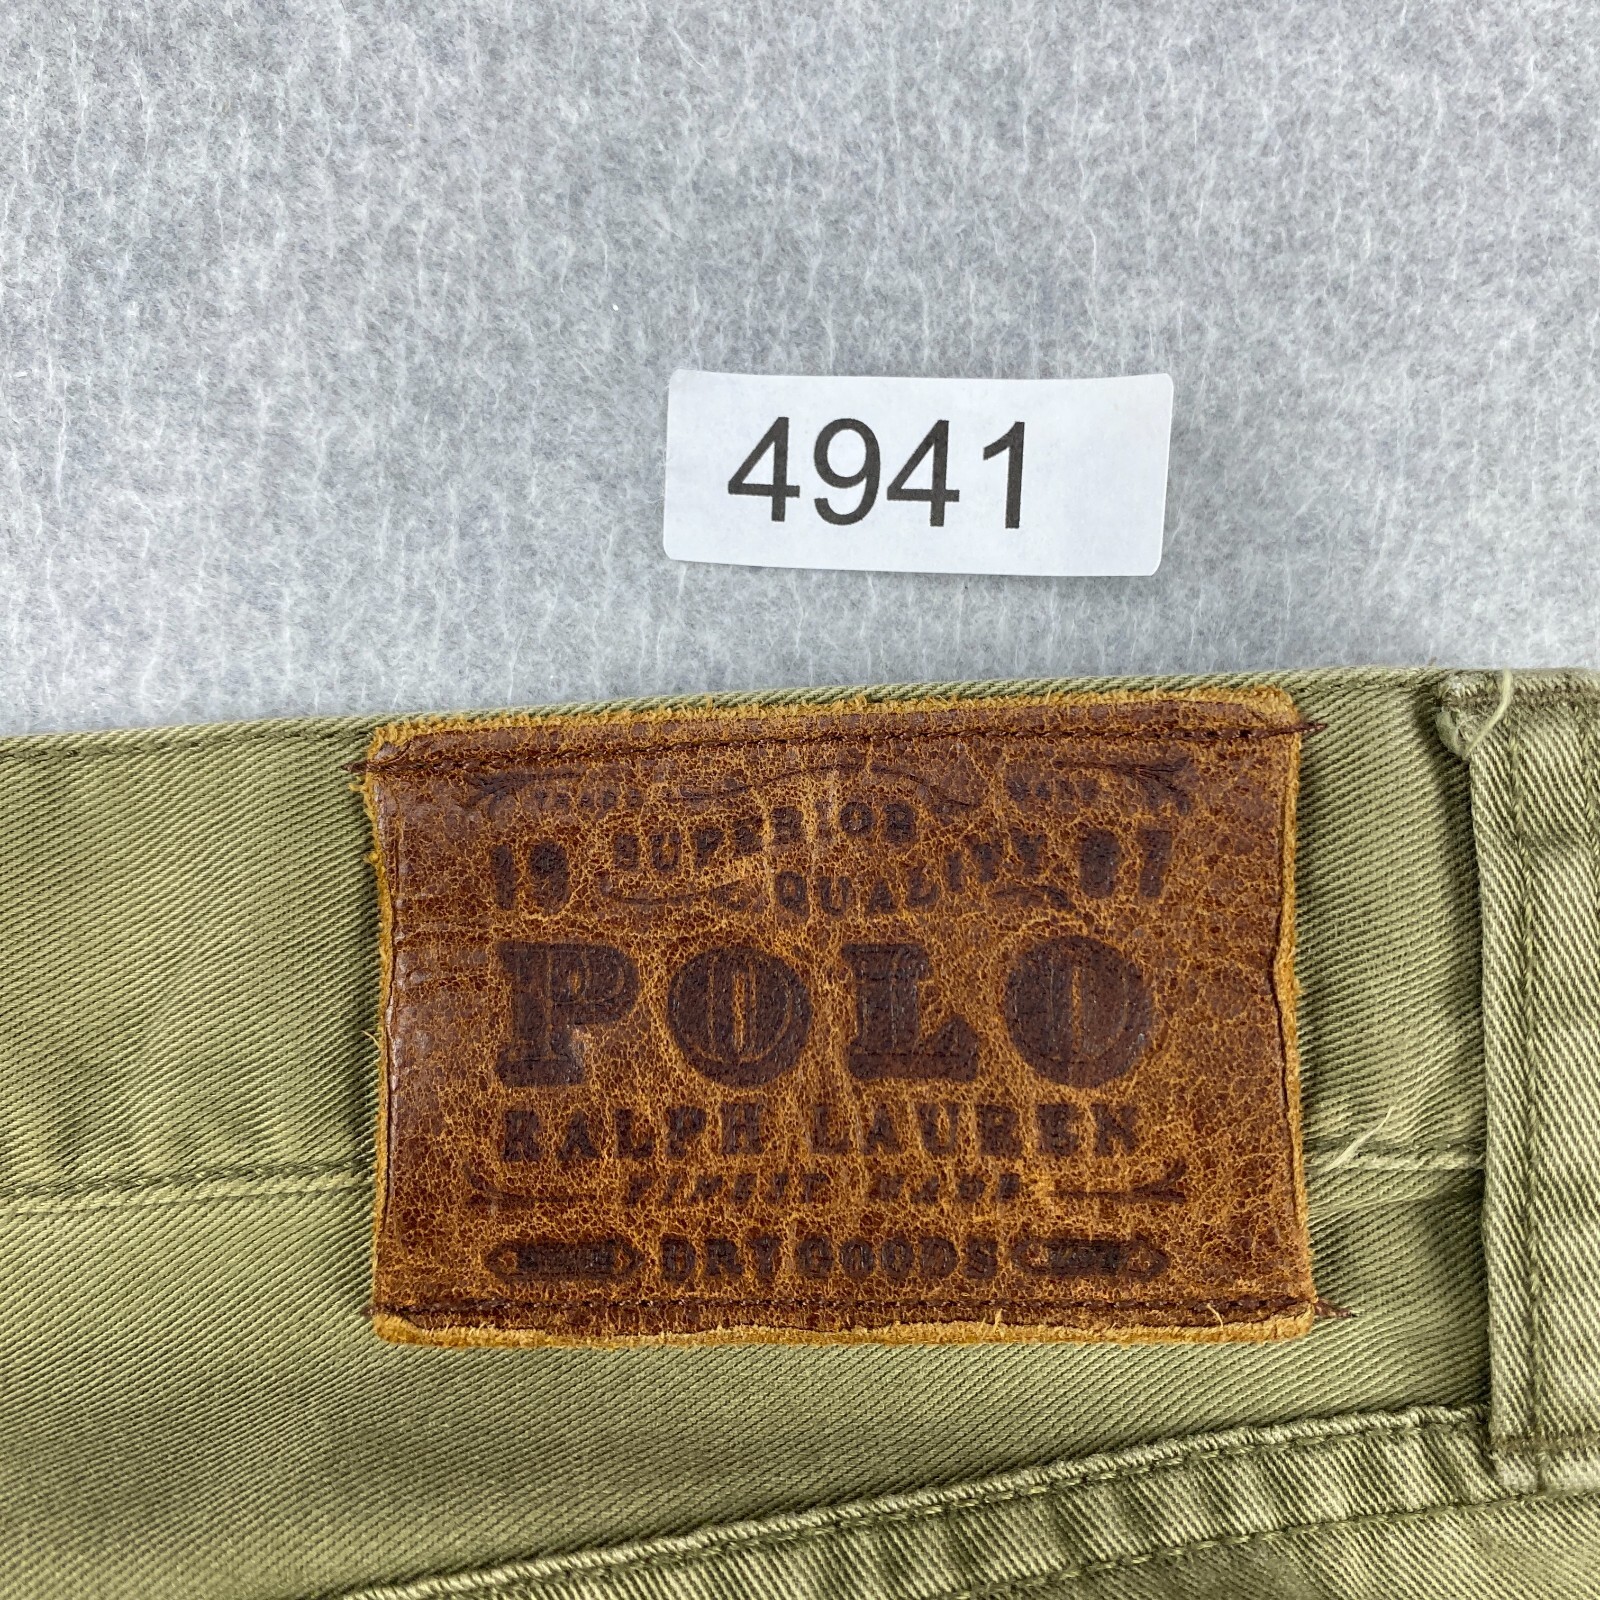 4941
TRADE MARK
SUPERIOR
19 QUALITY 67
POLO
RALPH LAUREN
FINEST MADE
DRY GOODS